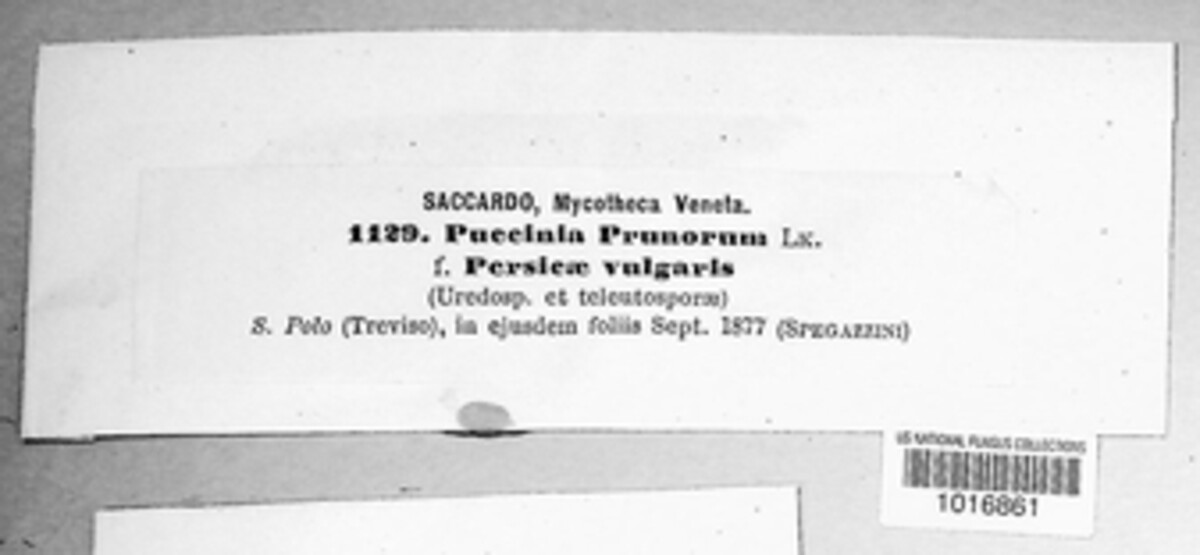 SACCARDO, Mycotheca Veneta.
1129. Puccinia Prunorum LK.
f. Persicæ vulgaris
(Uredosp. et teleutosporæ)
S. Polo (Treviso), in ejusdem foliis Sept. 1877 (SPEGAZZINI)
US NATIONAL FUNGUS COLLECTIONS
1016861